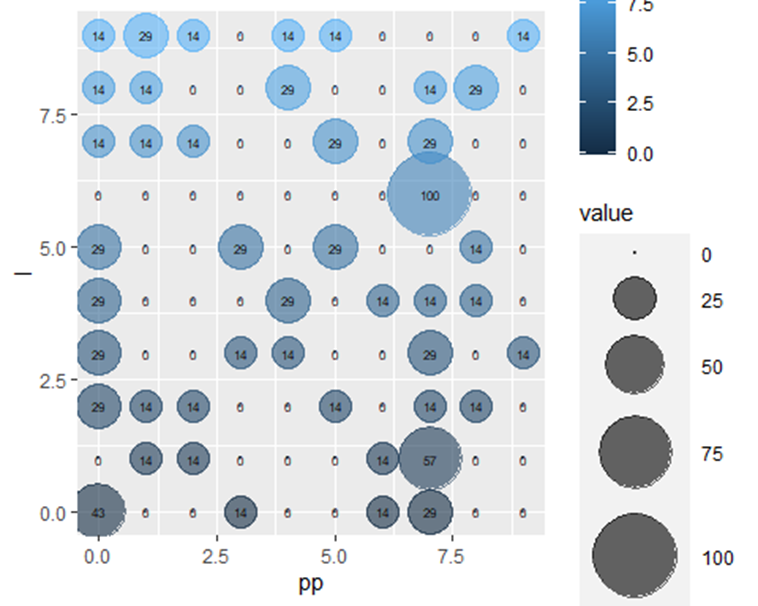 14 29 14 0 14 14 0 0 0 14
14 14 0 0 29 0 0 14 29 0
14 14 14 0 0 29 0 29 0 0
0 0 0 0 0 0 0 100 0 0
29 0 0 29 0 29 0 0 14 0
29 0 0 0 29 0 14 14 14 0
29 0 0 14 14 0 0 29 0 14
29 14 14 0 0 14 0 14 14 0
0 14 14 0 0 0 14 57 0 0
43 0 0 14 0 0 14 29 0 0
7.5
5.0
2.5
0.0
l
0.0 2.5 5.0 7.5
pp
7.5
5.0
2.5
0.0
value
0
25
50
75
100